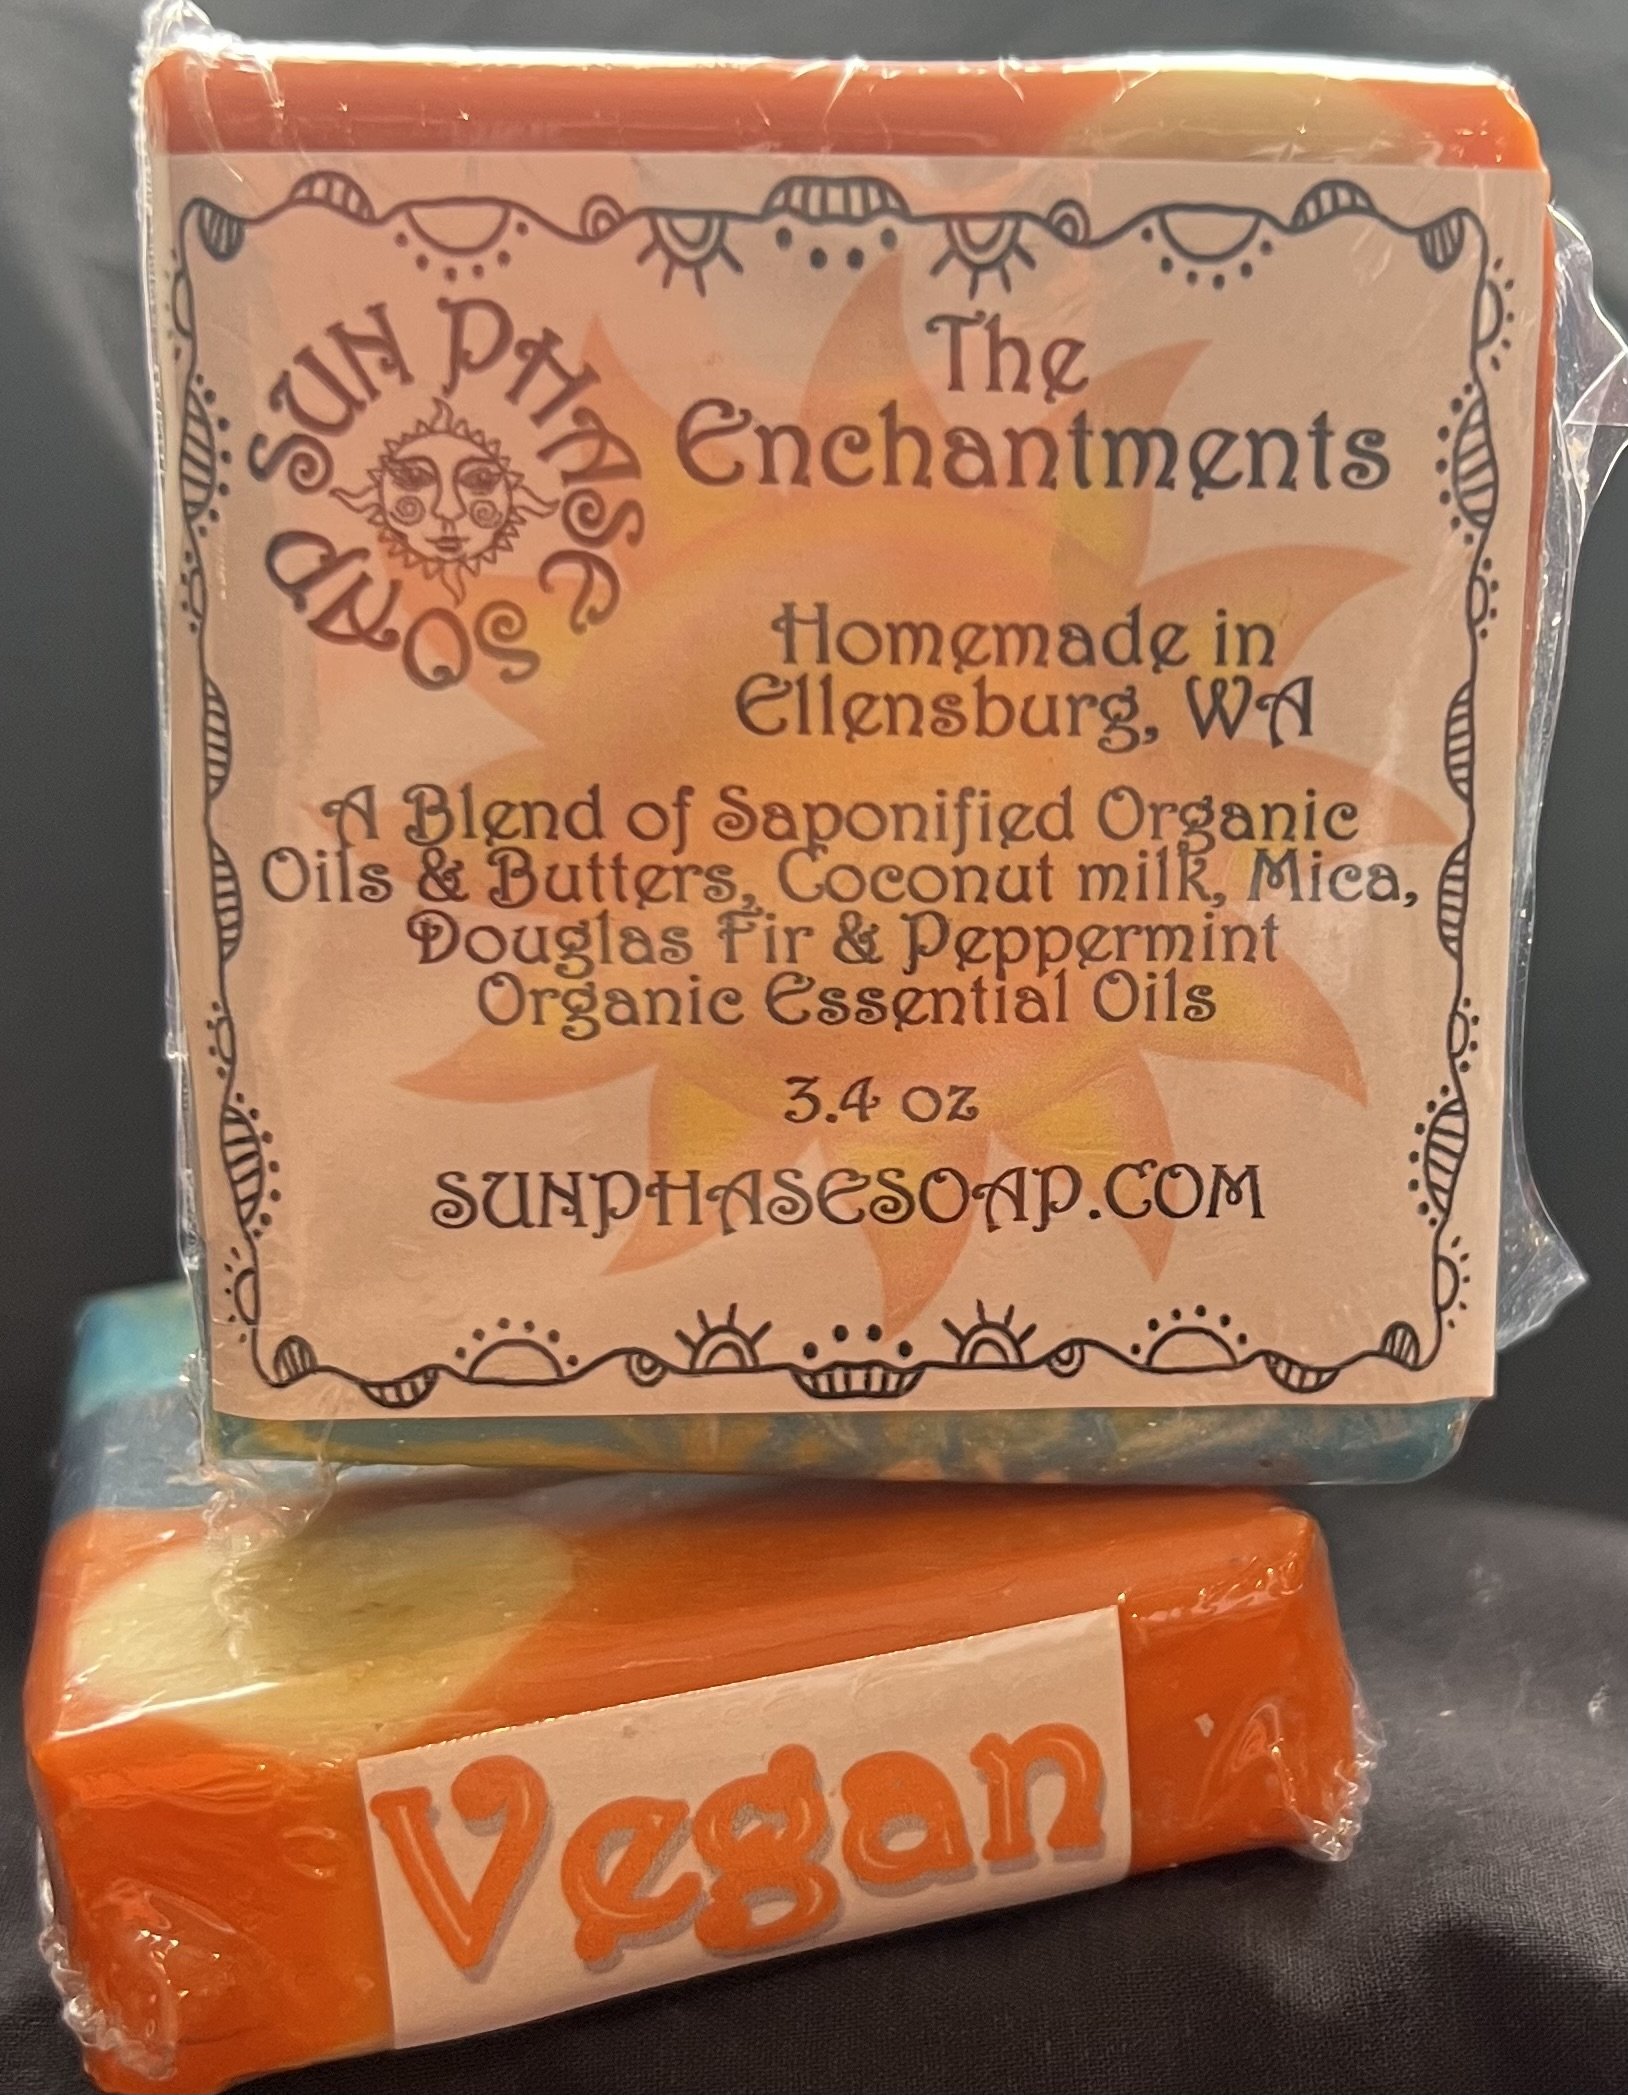 SUN PHASE SOAP
The
Enchantments
Homemade in
Ellensburg, WA
A Blend of Saponified Organic
Oils & Butters, Coconut milk, Mica,
Douglas Fir & Peppermint
Organic Essential Oils
3.4 oz
SUNPHASESOAP.COM
Vegan